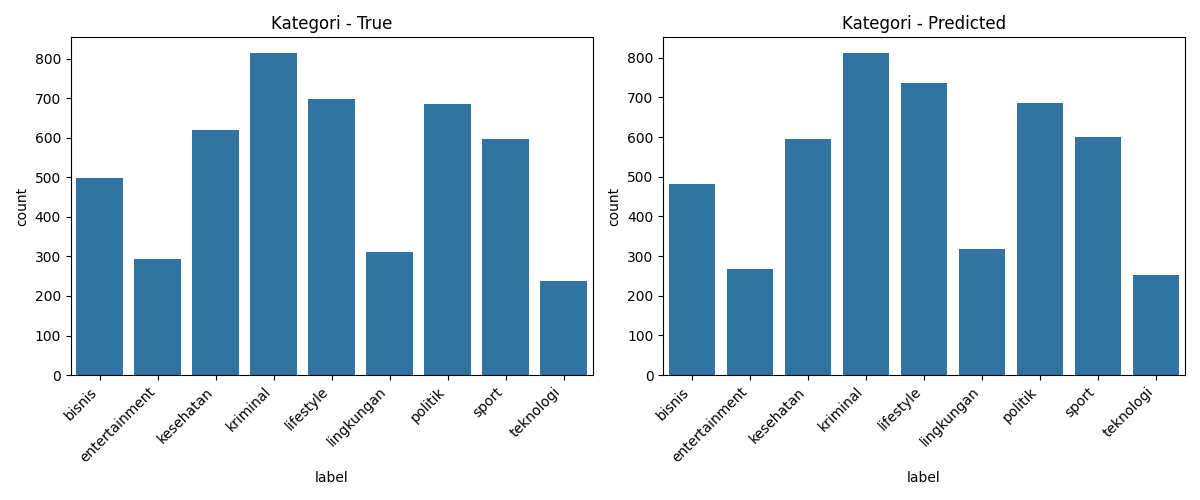 Kategori - True
800
700
600
500
400
300
200
100
0
count
bisnis
entertainment
kesehatan
kriminal
lifestyle
lingkungan
politik
sport
teknologi
label
Kategori - Predicted
800
700
600
500
400
300
200
100
0
count
bisnis
entertainment
kesehatan
kriminal
lifestyle
lingkungan
politik
sport
teknologi
label